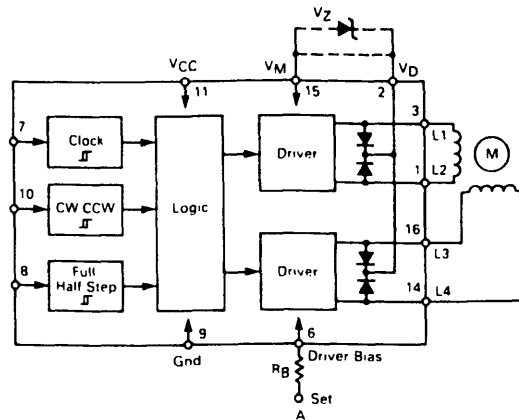 VZ
VCC
VM
VD
11
15
2
7
Clock
Driver
3
L1
M
10
CW CCW
Logic
1
L2
8
Full
Half Step
Driver
16
L3
14
L4
9
Gnd
6
Driver Bias
RB
Set
A